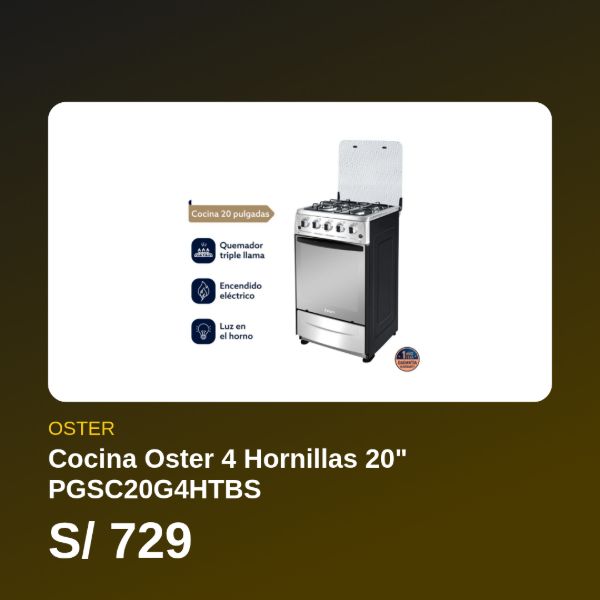 Cocina 20 pulgadas
Quemador
triple llama
Encendido
eléctrico
Luz en
el horno
OSTER
Cocina Oster 4 Hornillas 20"
PGSC20G4HTBS
S/ 729